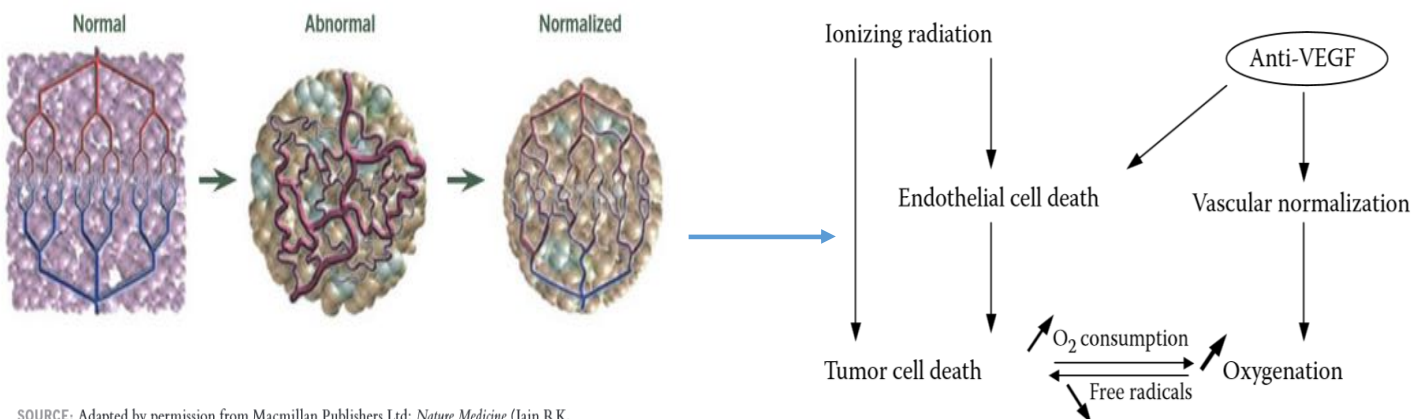 Normal
Abnormal
Normalized
SOURCE: Adapted by permission from Macmillan Publishers Ltd: Nature Medicine (Jain R.K.
Ionizing radiation
Anti-VEGF
Endothelial cell death
Vascular normalization
O2 consumption
Tumor cell death
Oxygenation
Free radicals